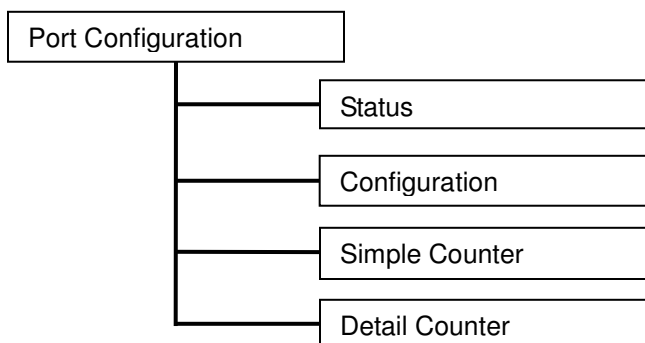 Port Configuration
Status
Configuration
Simple Counter
Detail Counter